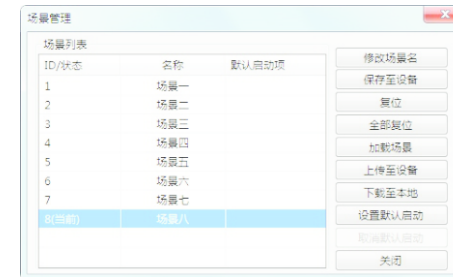 场景管理
场景列表
ID/状态 名称 默认启动项
1 场景一
2 场景二
3 场景三
4 场景四
5 场景五
6 场景六
7 场景七
8(当前) 场景八
修改场景名
保存至设备
复位
全部复位
加载场景
上传至设备
下载至本地
设置默认启动
取消默认启动
关闭